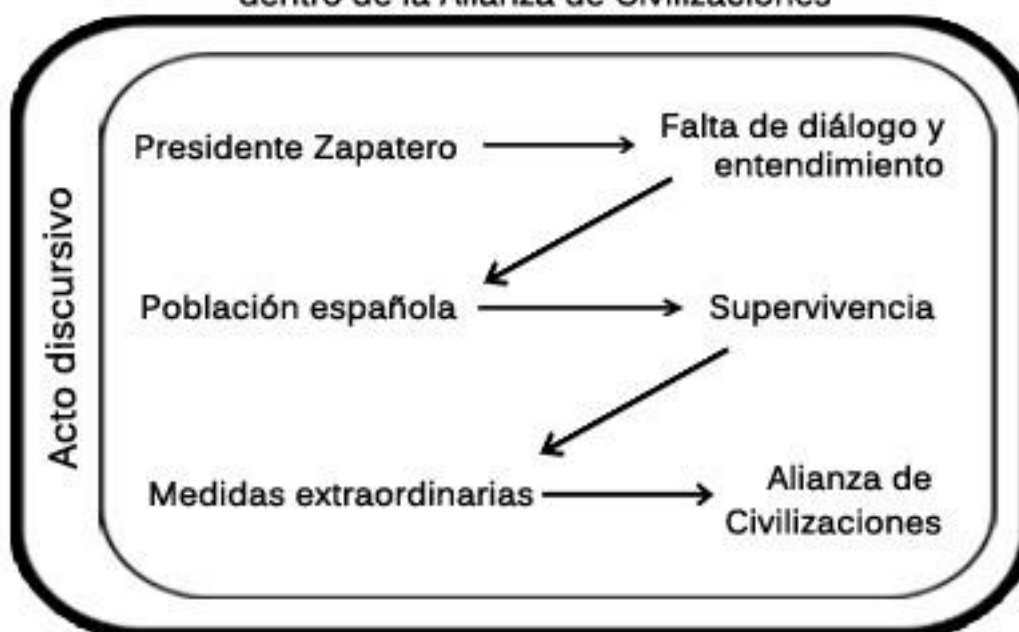 dentro de la Alianza de Civilizaciones
Acto discursivo
Presidente Zapatero
Falta de diálogo y
entendimiento
Población española
Supervivencia
Medidas extraordinarias
Alianza de
Civilizaciones